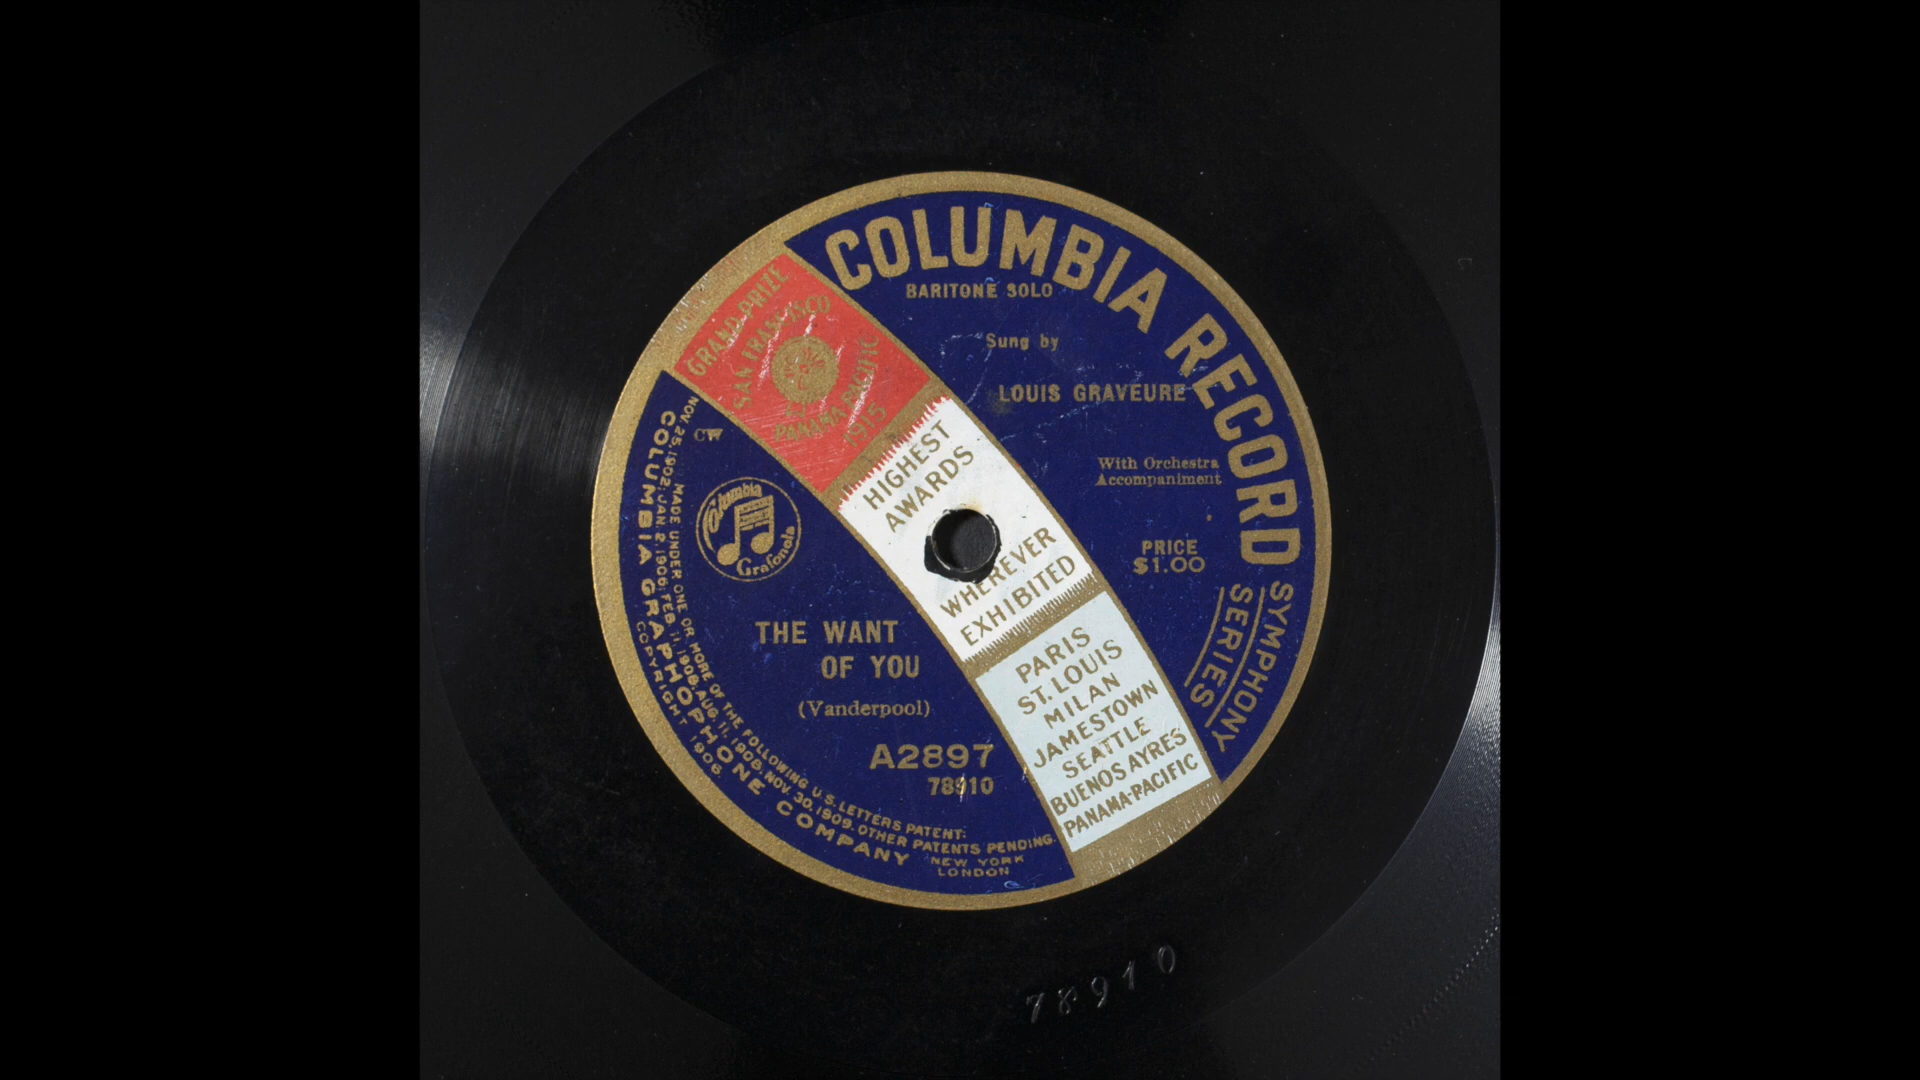 COLUMBIA RECORD
BARITONE SOLO
Sung by
LOUIS GRAVEURE
With Orchestra
Accompaniment
PRICE
$1.00
SYMPHONY
SERIES
GRAND PRIZE
SAN FRANCISCO
PANAMA PACIFIC
1915
HIGHEST
AWARDS
WHEREVER
EXHIBITED
PARIS
ST. LOUIS
MILAN
JAMESTOWN
SEATTLE
BUENOS AYRES
PANAMA-PACIFIC
CW
Columbia
Grafonola
THE WANT
OF YOU
(Vanderpool)
A2897
78910
MADE UNDER ONE OR MORE OF THE FOLLOWING U.S. LETTERS PATENT:
NOV. 25, 1902; JAN. 2, 1906; FEB. 11, 1908, AUG. 11, 1908, NOV. 30, 1909. OTHER PATENTS PENDING.
COLUMBIA GRAPHOPHONE COMPANY
NEW YORK
LONDON
COPYRIGHT 1906.
78910